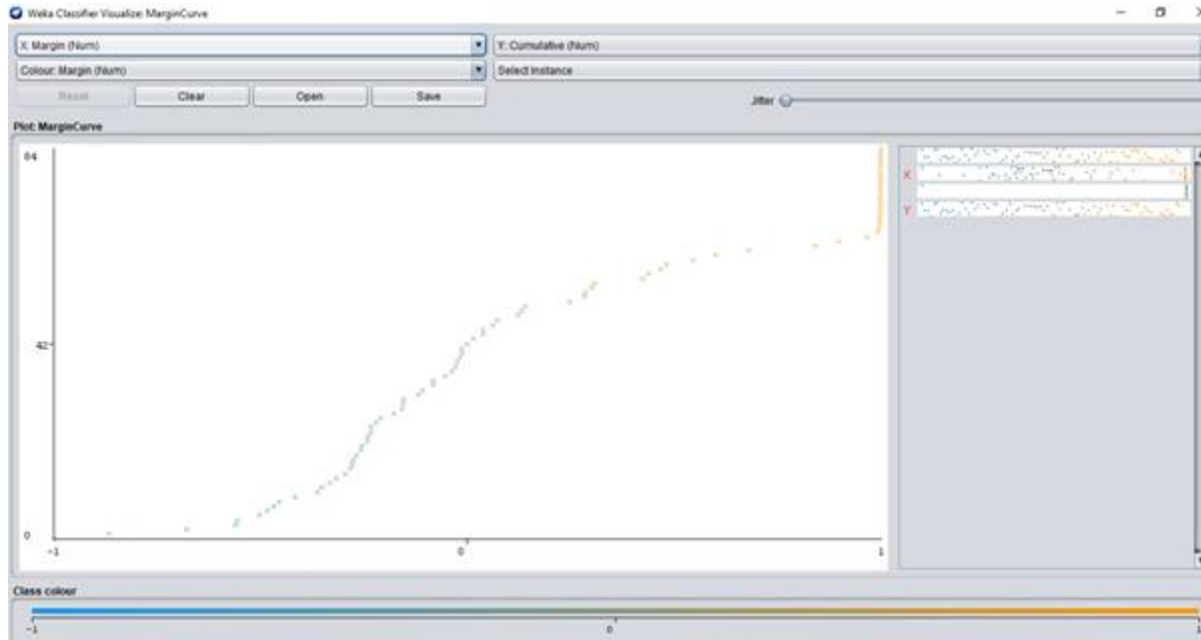 Weka Classifier Visualize: MarginCurve
X: Margin (Num)
Y: Cumulative (Num)
Colour: Margin (Num)
Select Instance
Reset
Clear
Open
Save
Jitter
Plot: MarginCurve
84
42
0
-1
0
1
X
Y
Class colour
-1
0
1